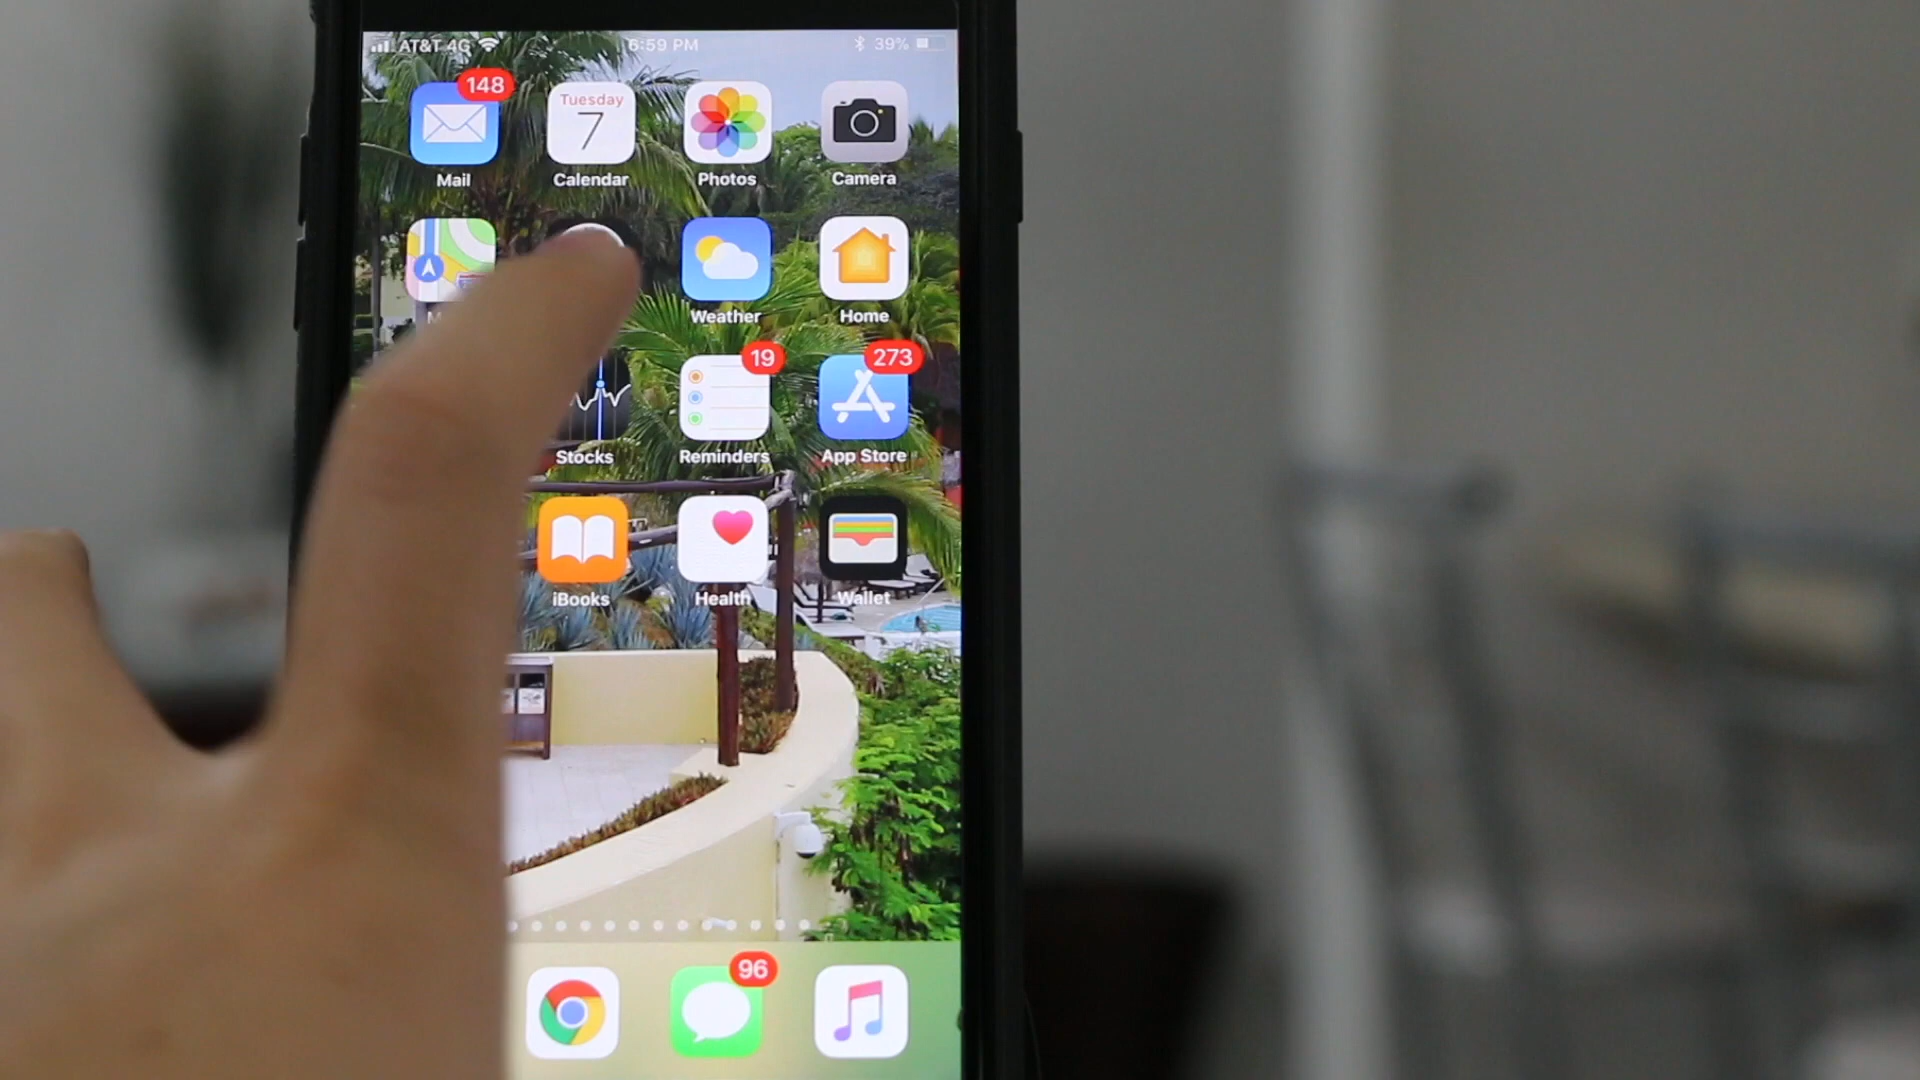 AT&T 4G 6:59 PM 39%
148
Tuesday
7
Mail Calendar Photos Camera
Weather Home
19 273
Stocks Reminders App Store
iBooks Health Wallet
96